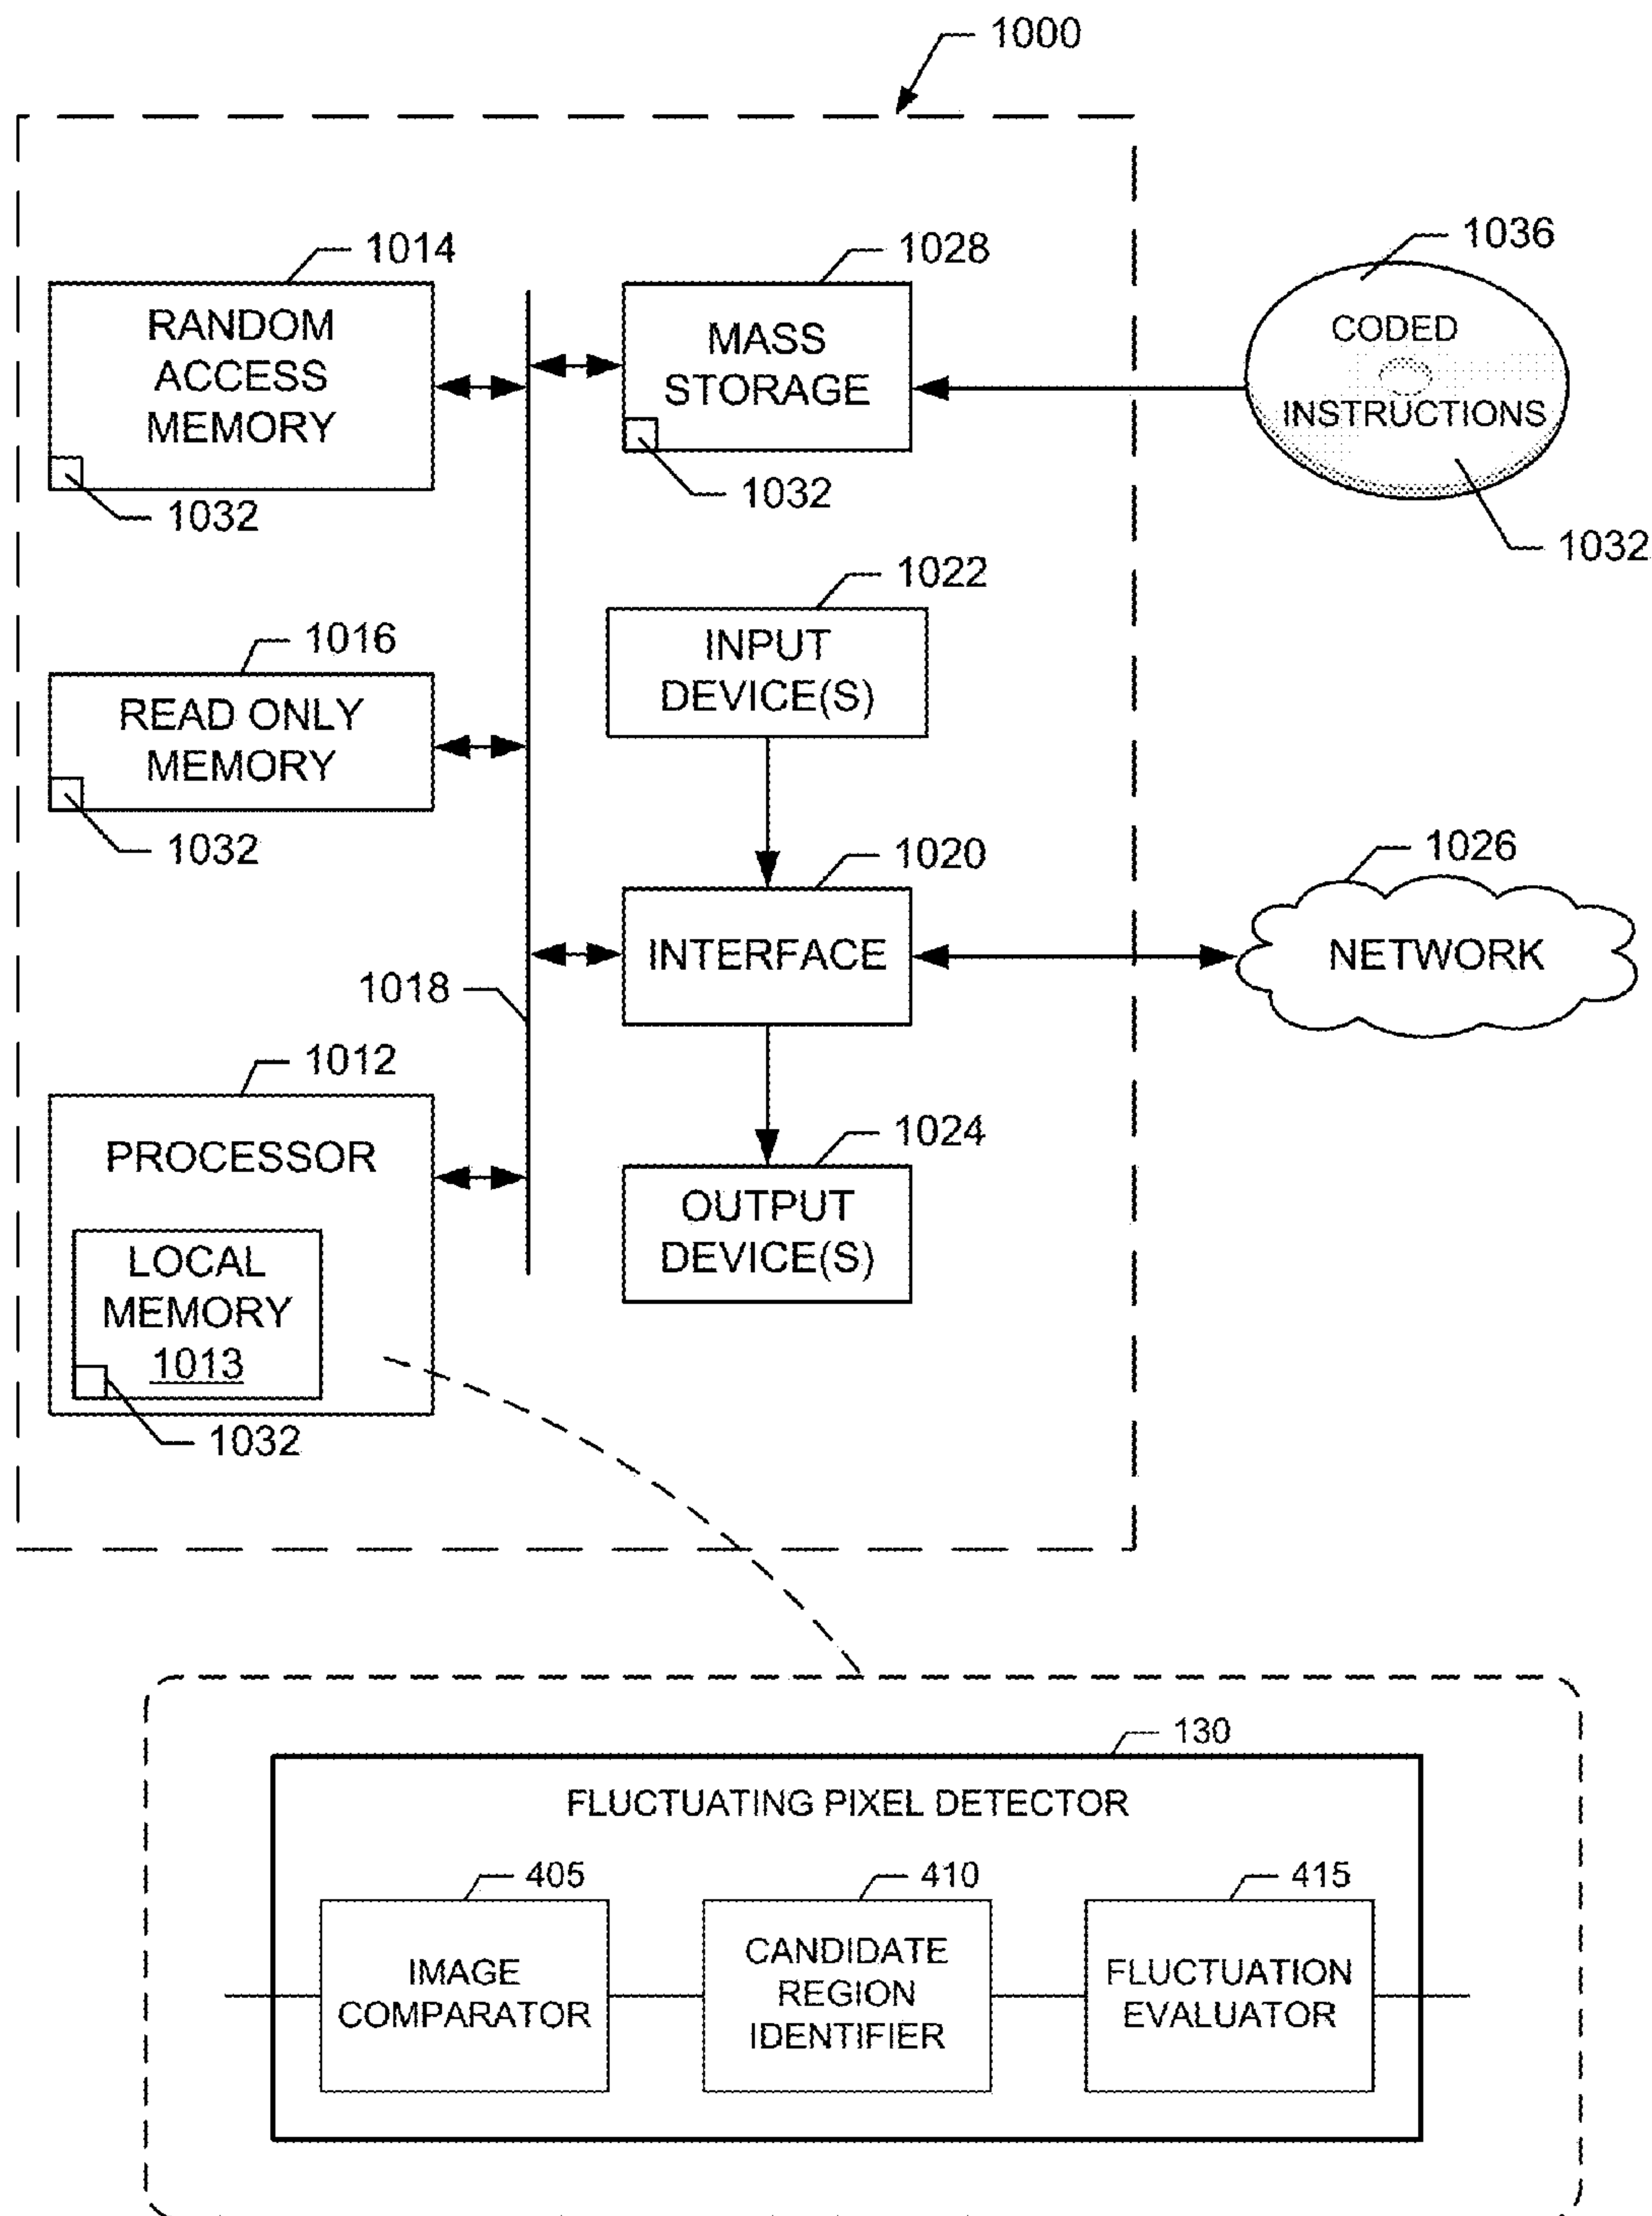 1000
1014
RANDOM
ACCESS
MEMORY
1032
1028
MASS
STORAGE
1032
1036
CODED
INSTRUCTIONS
1032
1022
INPUT
DEVICE(S)
1016
READ ONLY
MEMORY
1032
1020
INTERFACE
1026
NETWORK
1018
1012
PROCESSOR
LOCAL
MEMORY
1013
1032
1024
OUTPUT
DEVICE(S)
130
FLUCTUATING PIXEL DETECTOR
405
IMAGE
COMPARATOR
410
CANDIDATE
REGION
IDENTIFIER
415
FLUCTUATION
EVALUATOR